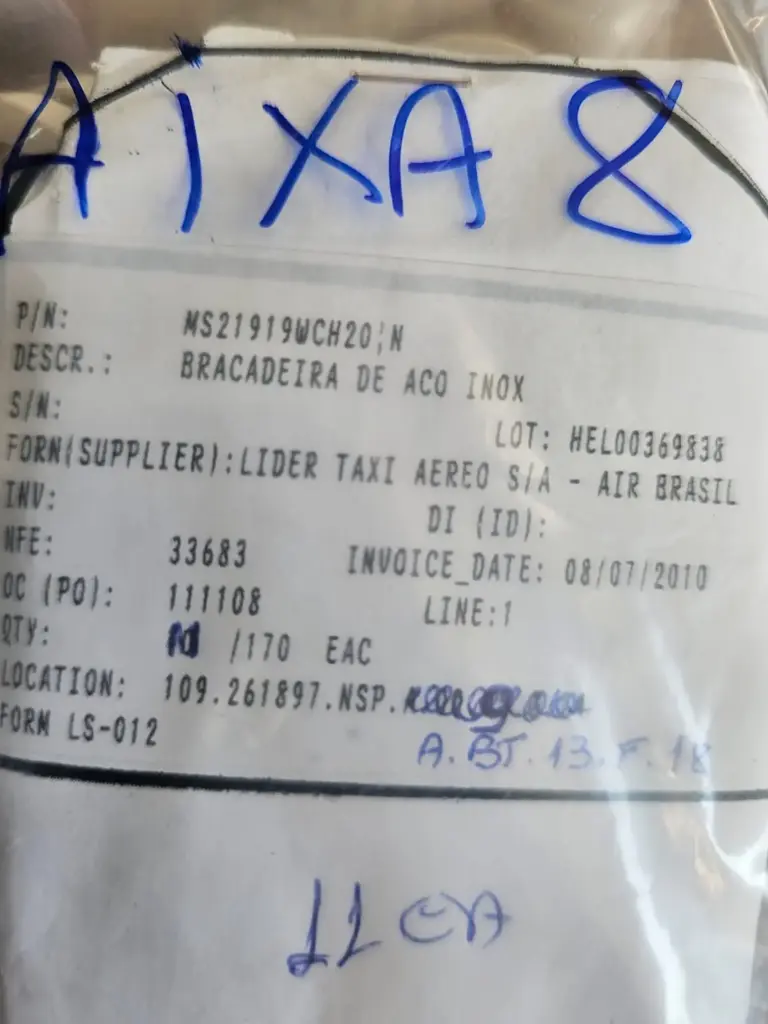 AIXA 8
P/N: MS21919WCH20¦N
DESCR.: BRACADEIRA DE ACO INOX
S/N:
LOT: HEL00369838
FORN(SUPPLIER):LIDER TAXI AEREO S/A - AIR BRASIL
INV: DI (ID):
NFE: 33683 INVOICE_DATE: 08/07/2010
OC (PO): 111108 LINE:1
QTY: 11 /170 EAC
LOCATION: 109.261897.NSP.
A.BT.13.F.18
FORM LS-012
11 EA